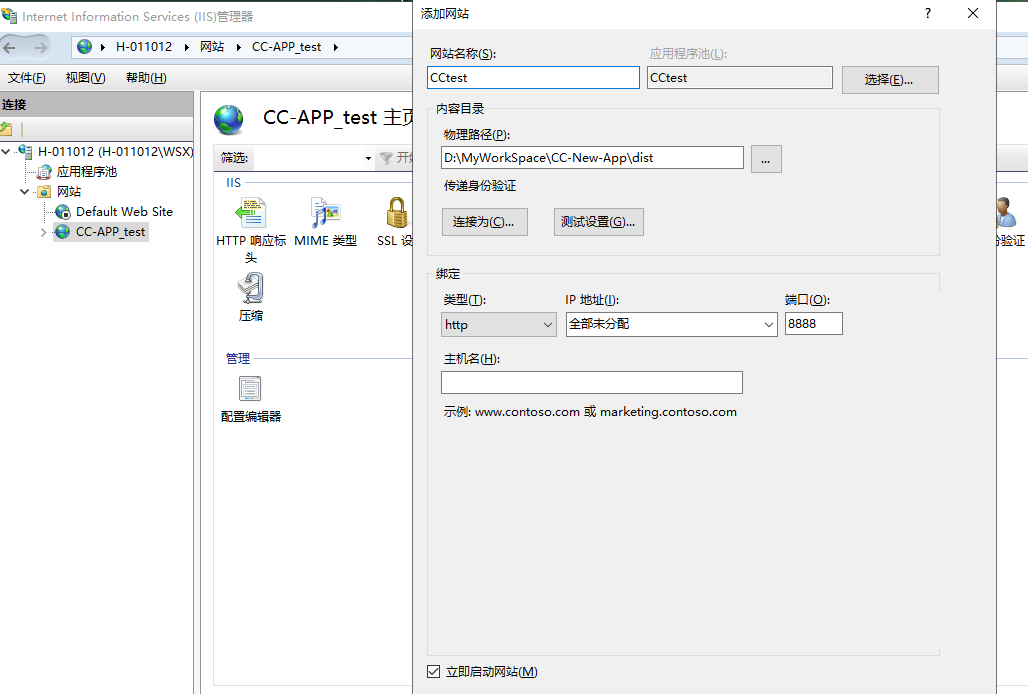 Internet Information Services (IIS)管理器
H-011012 网站 CC-APP_test
文件(F) 视图(V) 帮助(H)
连接
H-011012 (H-011012\WSX)
应用程序池
网站
Default Web Site
CC-APP_test
CC-APP_test 主页
筛选: 开始
IIS
HTTP 响应标头
MIME 类型
SSL 设
份验证
压缩
管理
配置编辑器
添加网站
?
网站名称(S): 应用程序池(L):
CCtest CCtest 选择(E)...
内容目录
物理路径(P):
D:\MyWorkSpace\CC-New-App\dist ...
传递身份验证
连接为(C)... 测试设置(G)...
绑定
类型(T): IP 地址(I): 端口(O):
http 全部未分配 8888
主机名(H):
示例: www.contoso.com 或 marketing.contoso.com
立即启动网站(M)